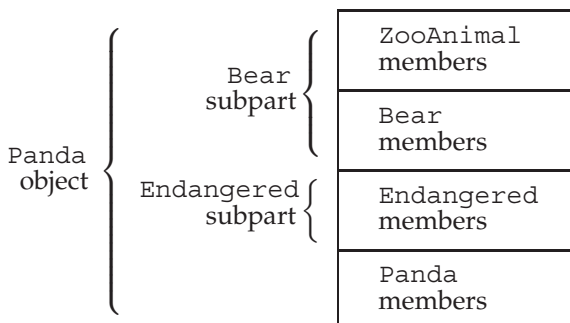 Panda
object
Bear
subpart
Endangered
subpart
ZooAnimal
members
Bear
members
Endangered
members
Panda
members